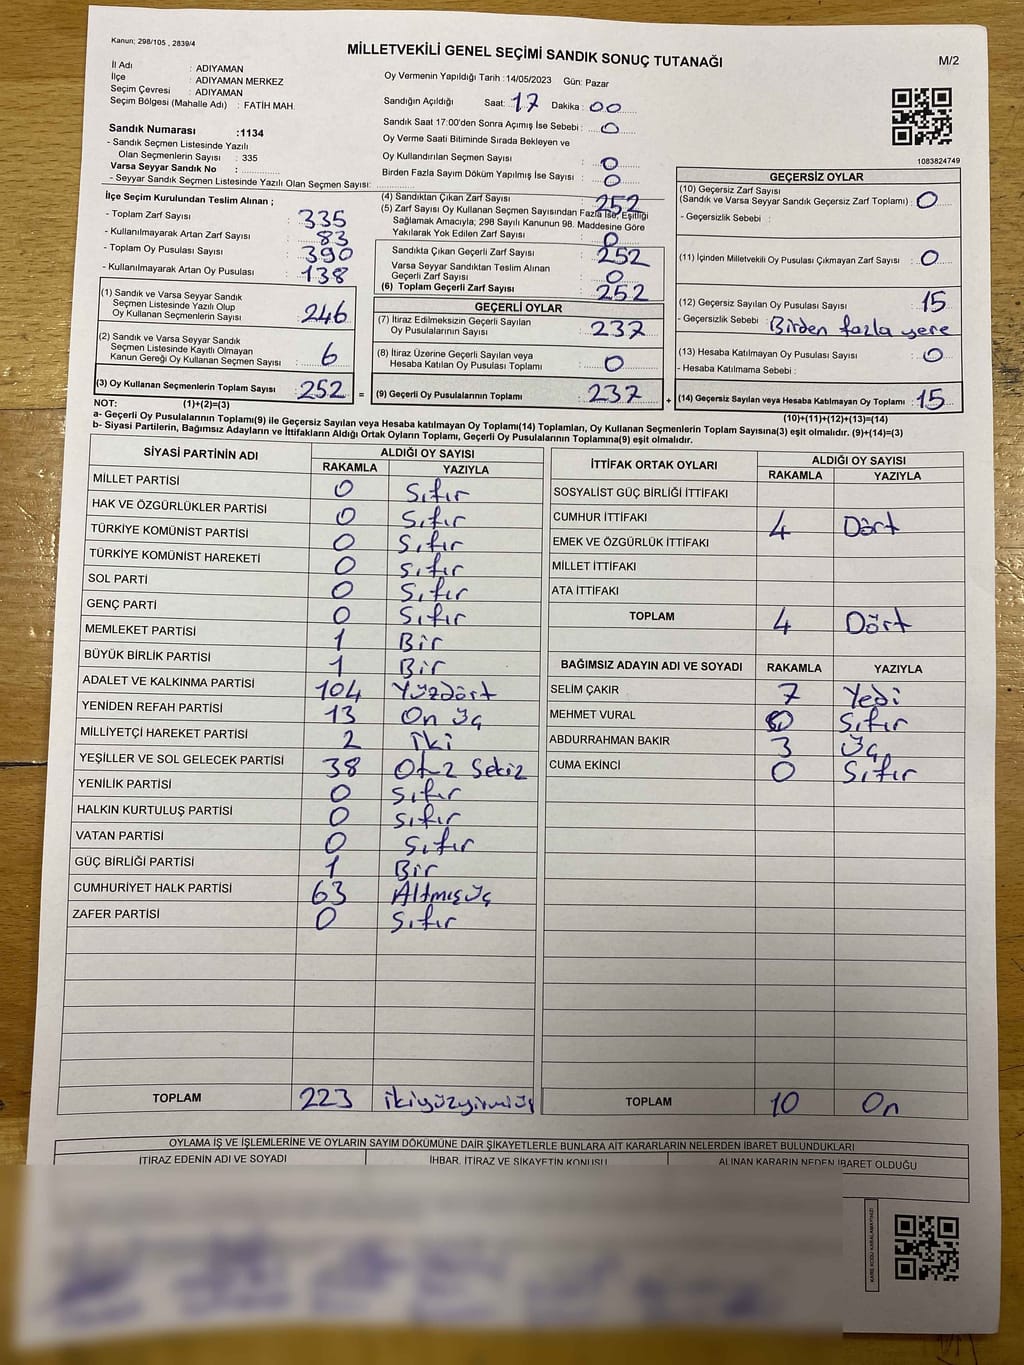 Kanun; 298/105 , 2839/4
MİLLETVEKİLİ GENEL SEÇİMİ SANDIK SONUÇ TUTANAĞI
M/2
İl Adı : ADIYAMAN
İlçe : ADIYAMAN MERKEZ
Seçim Çevresi : ADIYAMAN
Seçim Bölgesi (Mahalle Adı) : FATİH MAH.
Sandık Numarası :1134
- Sandık Seçmen Listesinde Yazılı
Olan Seçmenlerin Sayısı : 335
Varsa Seyyar Sandık No :
- Seyyar Sandık Seçmen Listesinde Yazılı Olan Seçmen Sayısı:
Oy Vermenin Yapıldığı Tarih : 14/05/2023 Gün: Pazar
Sandığın Açıldığı Saat: 17 Dakika : 00
Sandık Saat 17:00'den Sonra Açımış İse Sebebi : 0
Oy Verme Saati Bitiminde Sırada Bekleyen ve
Oy Kullandırılan Seçmen Sayısı : 0
Birden Fazla Sayım Döküm Yapılmış İse Sayısı : 0
1083824749
İlçe Seçim Kurulundan Teslim Alınan ;
- Toplam Zarf Sayısı : 335
- Kullanılmayarak Artan Zarf Sayısı : 83
- Toplam Oy Pusulası Sayısı : 390
- Kullanılmayarak Artan Oy Pusulası : 138
(1) Sandık ve Varsa Seyyar Sandık
Seçmen Listesinde Yazılı Olup
Oy Kullanan Seçmenlerin Sayısı : 246
(2) Sandık ve Varsa Seyyar Sandık
Seçmen Listesinde Kayıtlı Olmayan
Kanun Gereği Oy Kullanan Seçmen Sayısı : 6
(3) Oy Kullanan Seçmenlerin Toplam Sayısı : 252 =
(4) Sandıktan Çıkan Zarf Sayısı : 252
(5) Zarf Sayısı Oy Kullanan Seçmen Sayısından Fazla İse, Eşitliği
Sağlamak Amacıyla; 298 Sayılı Kanunun 98. Maddesine Göre
Yakılarak Yok Edilen Zarf Sayısı : 0
Sandıkta Çıkan Geçerli Zarf Sayısı : 252
Varsa Seyyar Sandıktan Teslim Alınan
Geçerli Zarf Sayısı : 0
(6) Toplam Geçerli Zarf Sayısı : 252
GEÇERLİ OYLAR
(7) İtiraz Edilmeksizin Geçerli Sayılan
Oy Pusulalarının Sayısı : 237
(8) İtiraz Üzerine Geçerli Sayılan veya
Hesaba Katılan Oy Pusulası Toplamı : 0
(9) Geçerli Oy Pusulalarının Toplamı : 237 +
GEÇERSİZ OYLAR
(10) Geçersiz Zarf Sayısı
(Sandık ve Varsa Seyyar Sandık Geçersiz Zarf Toplamı) : 0
- Geçersizlik Sebebi :
(11) İçinden Milletvekili Oy Pusulası Çıkmayan Zarf Sayısı : 0
(12) Geçersiz Sayılan Oy Pusulası Sayısı : 15
- Geçersizlik Sebebi : Birden fazla yere
(13) Hesaba Katılmayan Oy Pusulası Sayısı : 0
- Hesaba Katılmama Sebebi :
(14) Geçersiz Sayılan veya Hesaba Katılmayan Oy Toplamı : 15
NOT: (1)+(2)=(3)
(10)+(11)+(12)+(13)=(14)
a- Geçerli Oy Pusulalarının Toplamı(9) ile Geçersiz Sayılan veya Hesaba katılmayan Oy Toplamı(14) Toplamları, Oy Kullanan Seçmenlerin Toplam Sayısına(3) eşit olmalıdır. (9)+(14)=(3)
b- Siyasi Partilerin, Bağımsız Adayların ve İttifakların Aldığı Ortak Oyların Toplamı, Geçerli Oy Pusulalarının Toplamına(9) eşit olmalıdır.
SİYASİ PARTİNİN ADI ALDIĞI OY SAYISI
RAKAMLA YAZIYLA
MİLLET PARTİSİ 0 Sıfır
HAK VE ÖZGÜRLÜKLER PARTİSİ 0 Sıfır
TÜRKİYE KOMÜNİST PARTİSİ 0 Sıfır
TÜRKİYE KOMÜNİST HAREKETİ 0 Sıfır
SOL PARTİ 0 Sıfır
GENÇ PARTİ 0 Sıfır
MEMLEKET PARTİSİ 1 Bir
BÜYÜK BİRLİK PARTİSİ 1 Bir
ADALET VE KALKINMA PARTİSİ 104 Yüzdört
YENİDEN REFAH PARTİSİ 13 On üç
MİLLİYETÇİ HAREKET PARTİSİ 2 iki
YEŞİLLER VE SOL GELECEK PARTİSİ 38 Otuz Sekiz
YENİLİK PARTİSİ 0 Sıfır
HALKIN KURTULUŞ PARTİSİ 0 Sıfır
VATAN PARTİSİ 0 Sıfır
GÜÇ BİRLİĞİ PARTİSİ 1 Bir
CUMHURİYET HALK PARTİSİ 63 Altmışüç
ZAFER PARTİSİ 0 Sıfır
TOPLAM 223 ikiyüzyirmiüç
İTTİFAK ORTAK OYLARI ALDIĞI OY SAYISI
RAKAMLA YAZIYLA
SOSYALİST GÜÇ BİRLİĞİ İTTİFAKI
CUMHUR İTTİFAKI 4 Dört
EMEK VE ÖZGÜRLÜK İTTİFAKI
MİLLET İTTİFAKI
ATA İTTİFAKI
TOPLAM 4 Dört
BAĞIMSIZ ADAYIN ADI VE SOYADI RAKAMLA YAZIYLA
SELİM ÇAKIR 7 Yedi
MEHMET VURAL 0 Sıfır
ABDURRAHMAN BAKIR 3 Üç
CUMA EKİNCİ 0 Sıfır
TOPLAM 10 On
OYLAMA İŞ VE İŞLEMLERİNE VE OYLARIN SAYIM DÖKÜMÜNE DAİR ŞİKAYETLERLE BUNLARA AİT KARARLARIN NELERDEN İBARET BULUNDUKLARI
İTİRAZ EDENİN ADI VE SOYADI İHBAR, İTİRAZ VE ŞİKAYETİN KONUSU ALINAN KARARIN NEDEN İBARET OLDUĞU
KARE KODU KARALAMAYINIZ!